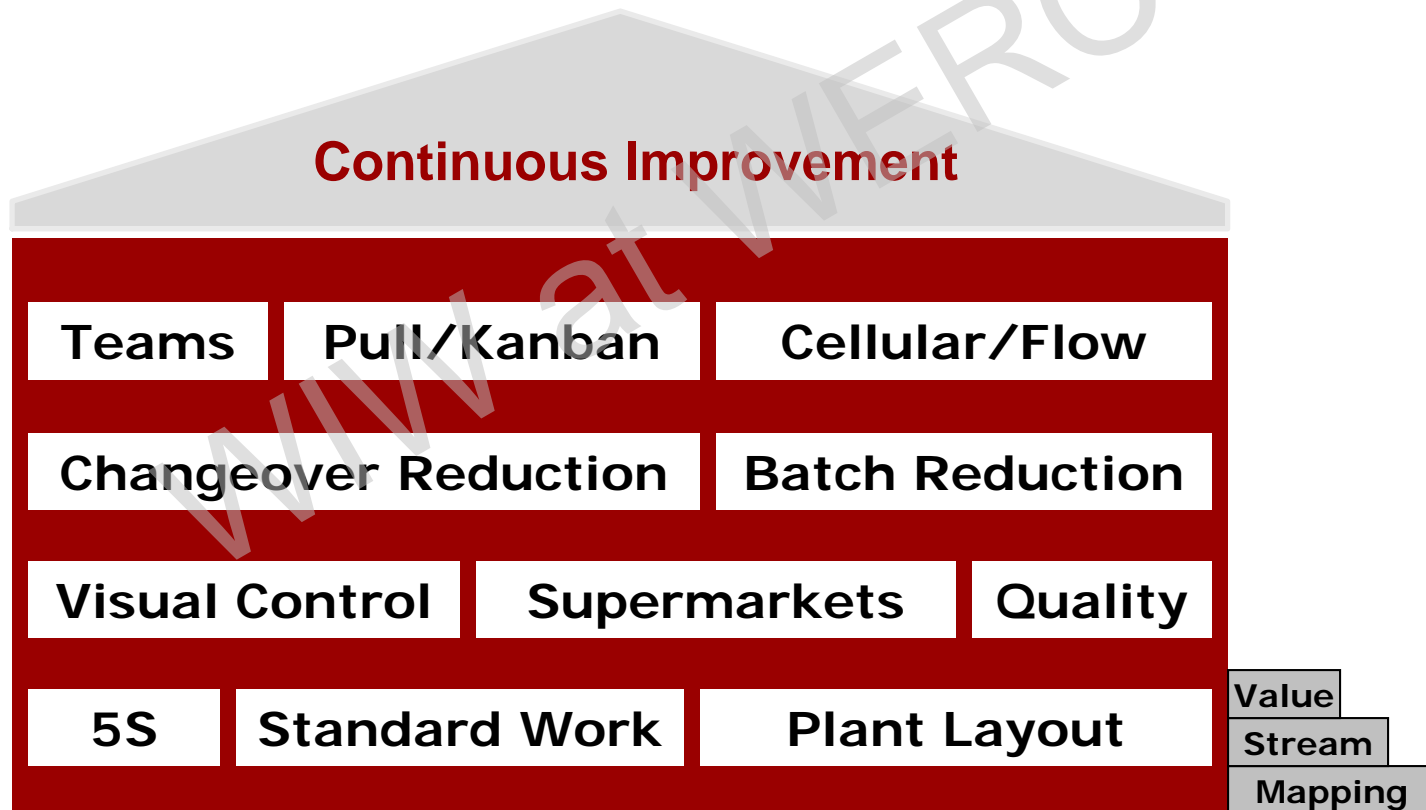 Continuous Improvement
Teams
Pull/Kanban
Cellular/Flow
Changeover Reduction
Batch Reduction
Visual Control
Supermarkets
Quality
5S
Standard Work
Plant Layout
Value
Stream
Mapping
WIW at WERC